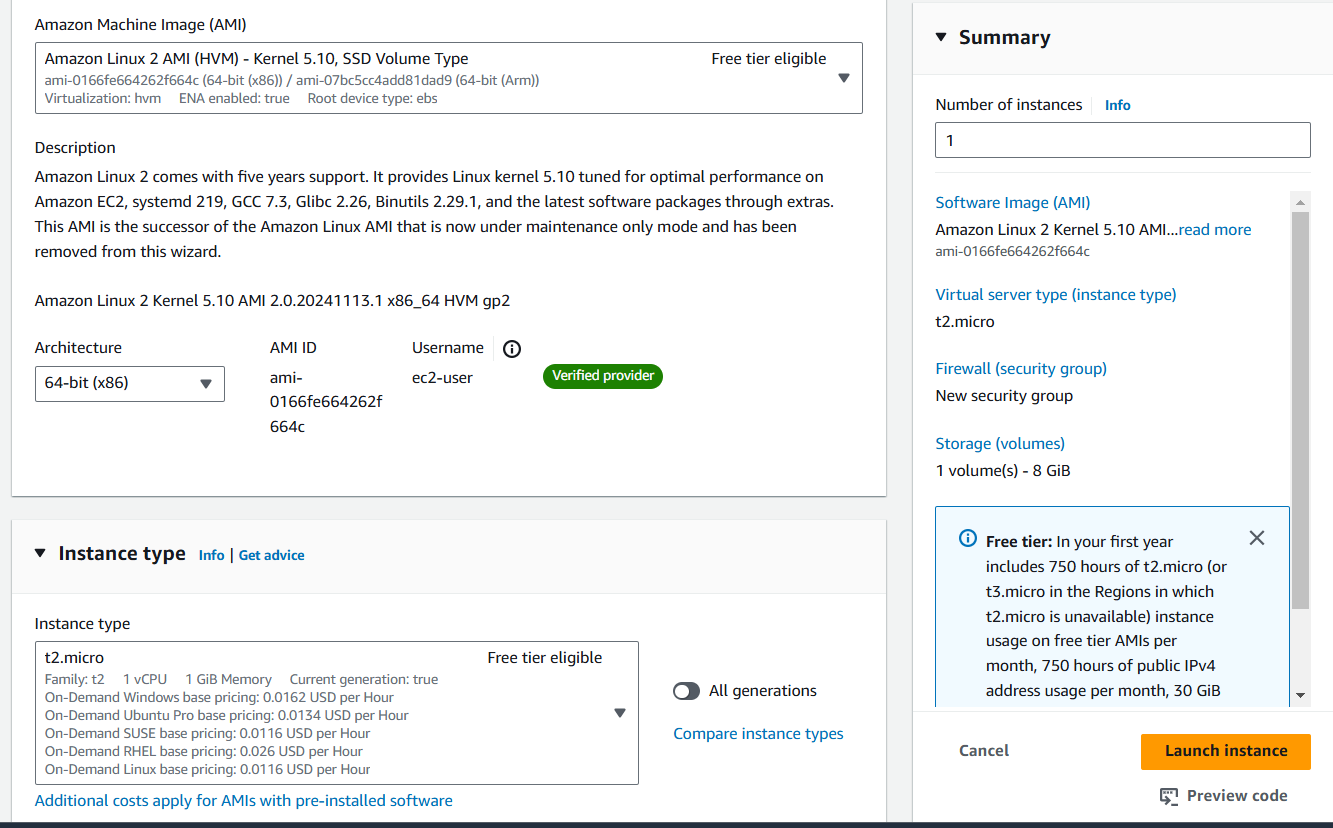 Amazon Machine Image (AMI)
Amazon Linux 2 AMI (HVM) - Kernel 5.10, SSD Volume Type
Free tier eligible
ami-0166fe664262f664c (64-bit (x86)) / ami-07bc5cc4add81dad9 (64-bit (Arm))
Virtualization: hvm ENA enabled: true Root device type: ebs
Description
Amazon Linux 2 comes with five years support. It provides Linux kernel 5.10 tuned for optimal performance on
Amazon EC2, systemd 219, GCC 7.3, Glibc 2.26, Binutils 2.29.1, and the latest software packages through extras.
This AMI is the successor of the Amazon Linux AMI that is now under maintenance only mode and has been
removed from this wizard.
Amazon Linux 2 Kernel 5.10 AMI 2.0.20241113.1 x86_64 HVM gp2
Architecture
64-bit (x86)
AMI ID
ami-
0166fe664262f
664c
Username
ec2-user
Verified provider
Instance type Info | Get advice
Instance type
t2.micro
Free tier eligible
Family: t2 1 vCPU 1 GiB Memory Current generation: true
On-Demand Windows base pricing: 0.0162 USD per Hour
On-Demand Ubuntu Pro base pricing: 0.0134 USD per Hour
On-Demand SUSE base pricing: 0.0116 USD per Hour
On-Demand RHEL base pricing: 0.026 USD per Hour
On-Demand Linux base pricing: 0.0116 USD per Hour
All generations
Compare instance types
Additional costs apply for AMIs with pre-installed software
Summary
Number of instances Info
1
Software Image (AMI)
Amazon Linux 2 Kernel 5.10 AMI...read more
ami-0166fe664262f664c
Virtual server type (instance type)
t2.micro
Firewall (security group)
New security group
Storage (volumes)
1 volume(s) - 8 GiB
Free tier: In your first year
includes 750 hours of t2.micro (or
t3.micro in the Regions in which
t2.micro is unavailable) instance
usage on free tier AMIs per
month, 750 hours of public IPv4
address usage per month, 30 GiB
Cancel
Launch instance
Preview code